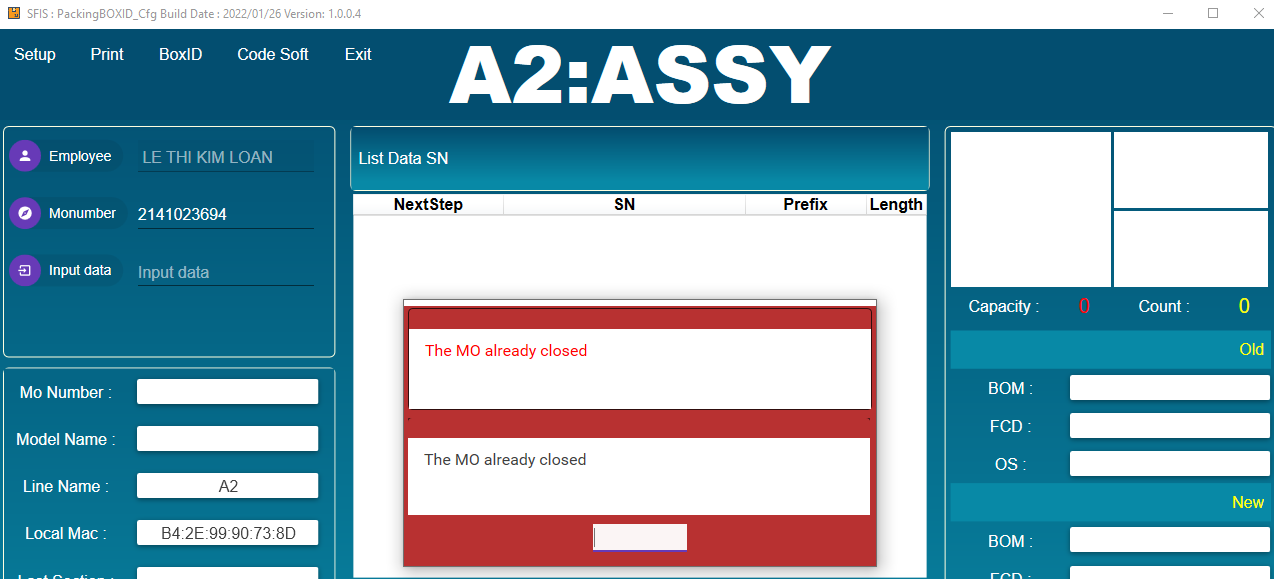 SFIS : PackingBOXID_Cfg Build Date : 2022/01/26 Version: 1.0.0.4
Setup Print BoxID Code Soft Exit
A2:ASSY
Employee LE THI KIM LOAN
Monumber 2141023694
Input data Input data
Mo Number :
Model Name :
Line Name : A2
Local Mac : B4:2E:99:90:73:8D
Last Section :
List Data SN
NextStep SN Prefix Length
The MO already closed
The MO already closed
Capacity : 0 Count : 0
Old
BOM :
FCD :
OS :
New
BOM :
FCD :